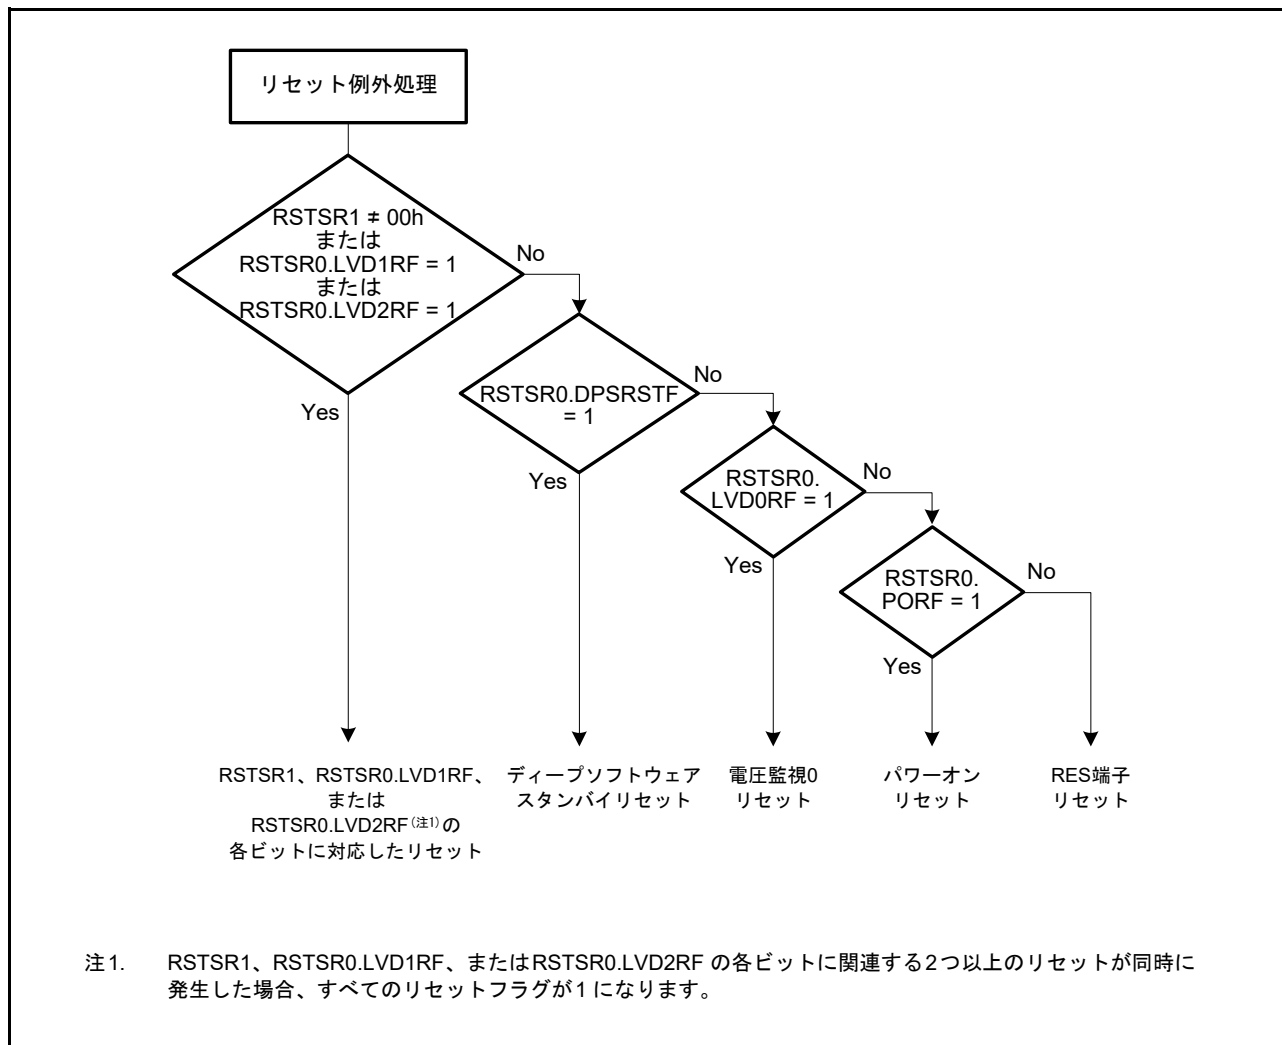 リセット例外処理
RSTSR1 ≠ 00h
または
RSTSR0.LVD1RF = 1
または
RSTSR0.LVD2RF = 1
No
Yes
RSTSR0.DPSRSTF
= 1
No
Yes
RSTSR0.
LVD0RF = 1
No
Yes
RSTSR0.
PORF = 1
No
Yes
RSTSR1、RSTSR0.LVD1RF、
または
RSTSR0.LVD2RF(注1)の
各ビットに対応したリセット
ディープソフトウェア
スタンバイリセット
電圧監視0
リセット
パワーオン
リセット
RES端子
リセット
注1. RSTSR1、RSTSR0.LVD1RF、またはRSTSR0.LVD2RF の各ビットに関連する2つ以上のリセットが同時に
発生した場合、すべてのリセットフラグが1になります。